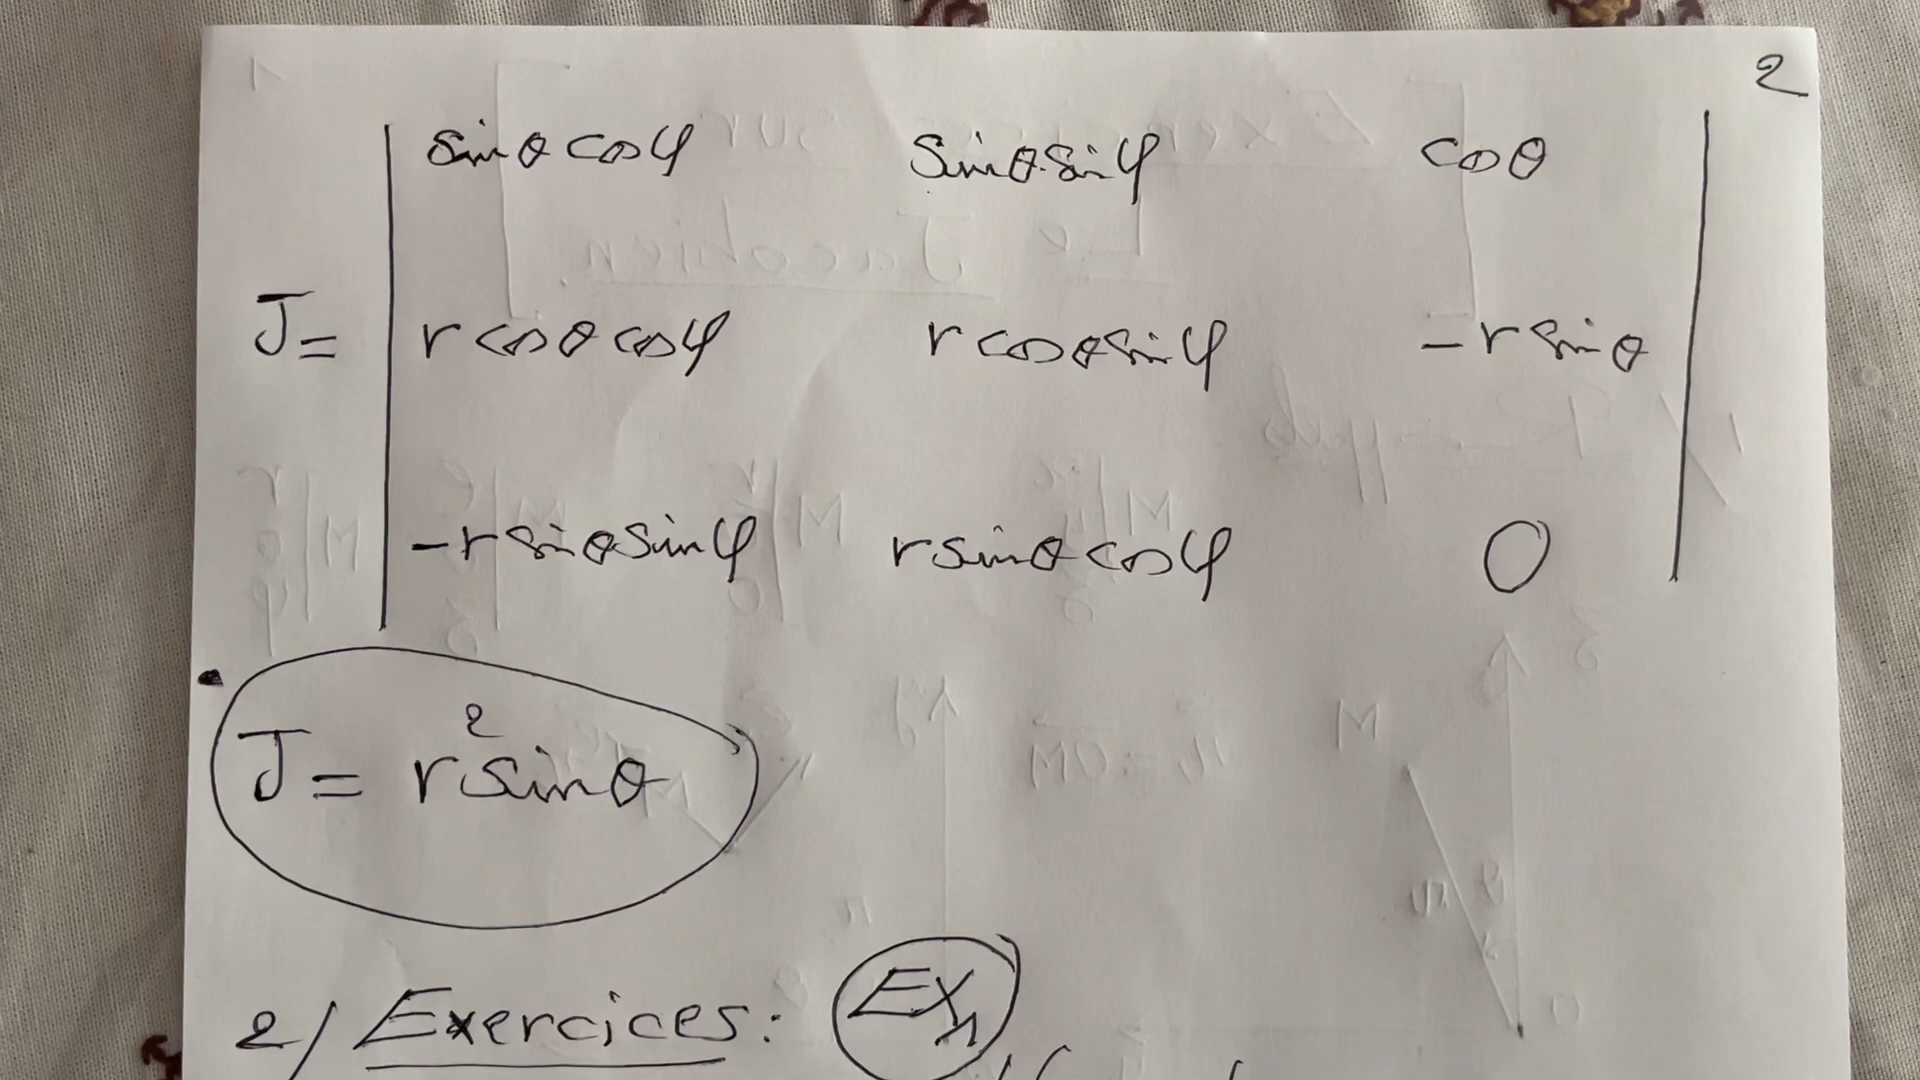 2
sinθ cosφ sinθ sinφ cosθ
J= r cosθ cosφ r cosθ sinφ -r sinθ
-r sinθ sinφ r sinθ cosφ 0
J = r² sinθ
2/ Exercices: EX1